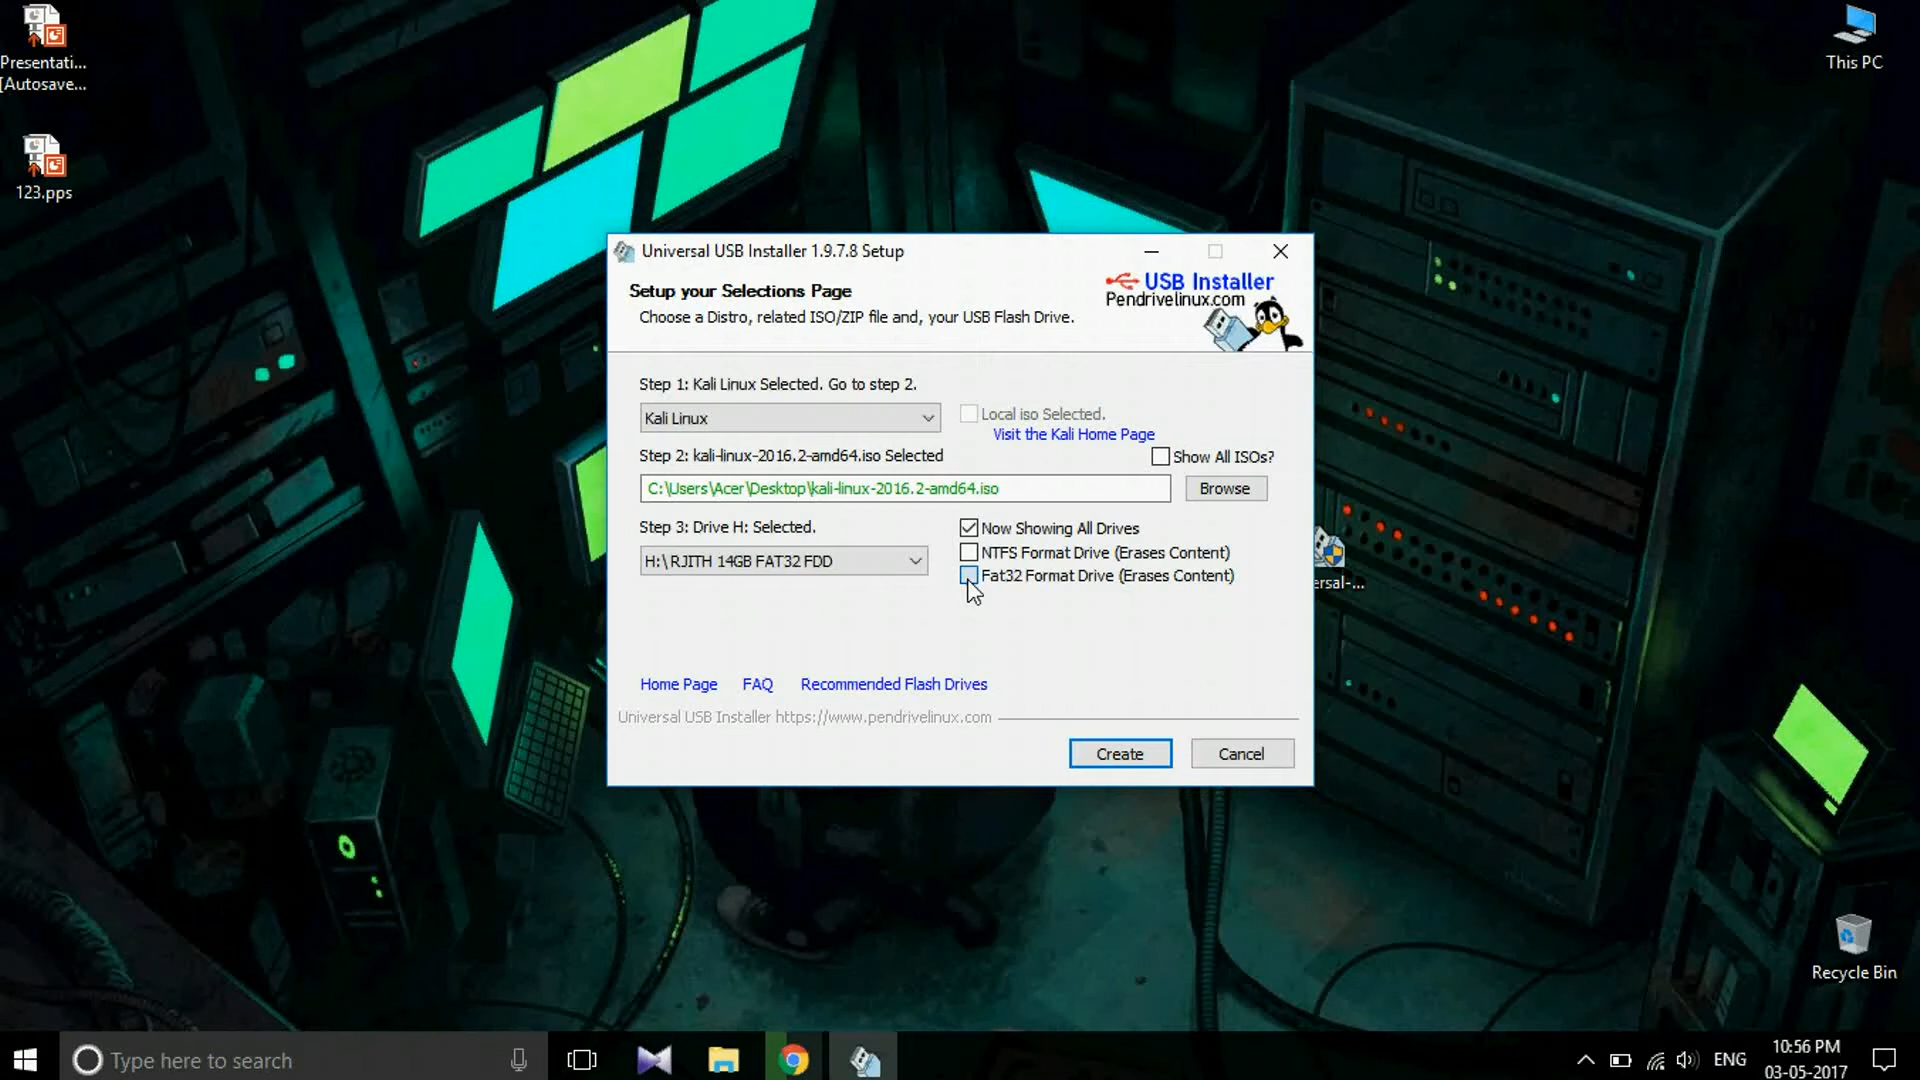 Presentati...
[Autosave...
123.pps
This PC
Universal USB Installer 1.9.7.8 Setup
Setup your Selections Page
Choose a Distro, related ISO/ZIP file and, your USB Flash Drive.
USB Installer
Pendrivelinux.com
Step 1: Kali Linux Selected. Go to step 2.
Kali Linux
Local iso Selected.
Visit the Kali Home Page
Step 2: kali-linux-2016.2-amd64.iso Selected
Show All ISOs?
C:\Users\Acer\Desktop\kali-linux-2016.2-amd64.iso
Browse
Step 3: Drive H: Selected.
Now Showing All Drives
H:\ RJITH 14GB FAT32 FDD
NTFS Format Drive (Erases Content)
Fat32 Format Drive (Erases Content)
ersal-...
Home Page FAQ Recommended Flash Drives
Universal USB Installer https://www.pendrivelinux.com
Create
Cancel
Recycle Bin
Type here to search
ENG
10:56 PM
03-05-2017